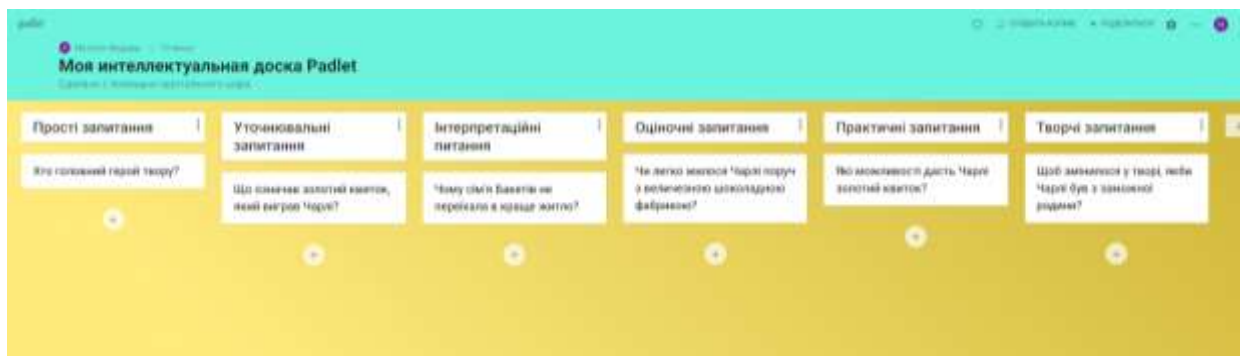 padlet
Моя интеллектуальная доска Padlet
Прості запитання
Хто головний герой твору?
Уточнювальні
запитання
Що означає золотий квиток,
який виграв Чарлі?
Інтерпретаційні
питання
Чому сім'я Бакетів не
переїхала в краще житло?
Оціночні запитання
Чи легко жилося Чарлі поруч
з величезною шоколадною
фабрикою?
Практичні запитання
Які можливості дасть Чарлі
золотий квиток?
Творчі запитання
Щоб змінилося у творі, якби
Чарлі був з заможної
родини?